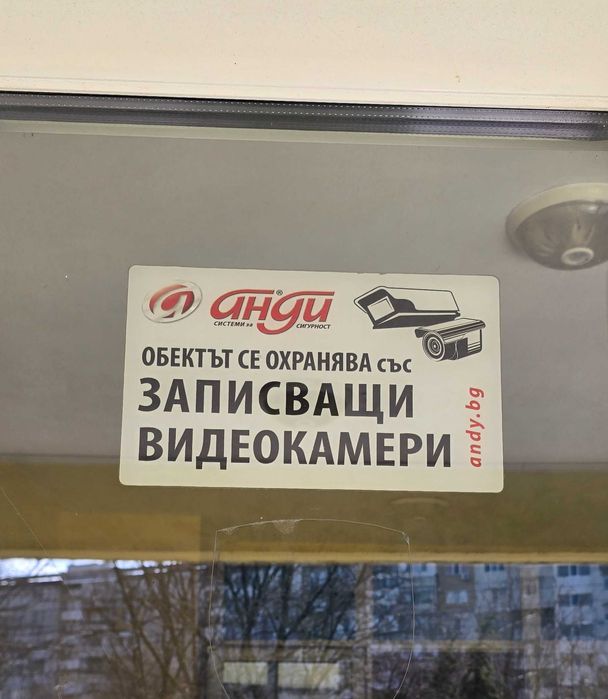 анди®
СИСТЕМИ за СИГУРНОСТ
ОБЕКТЪТ СЕ ОХРАНЯВА със
ЗАПИСВАЩИ
ВИДЕОКАМЕРИ
andy.bg